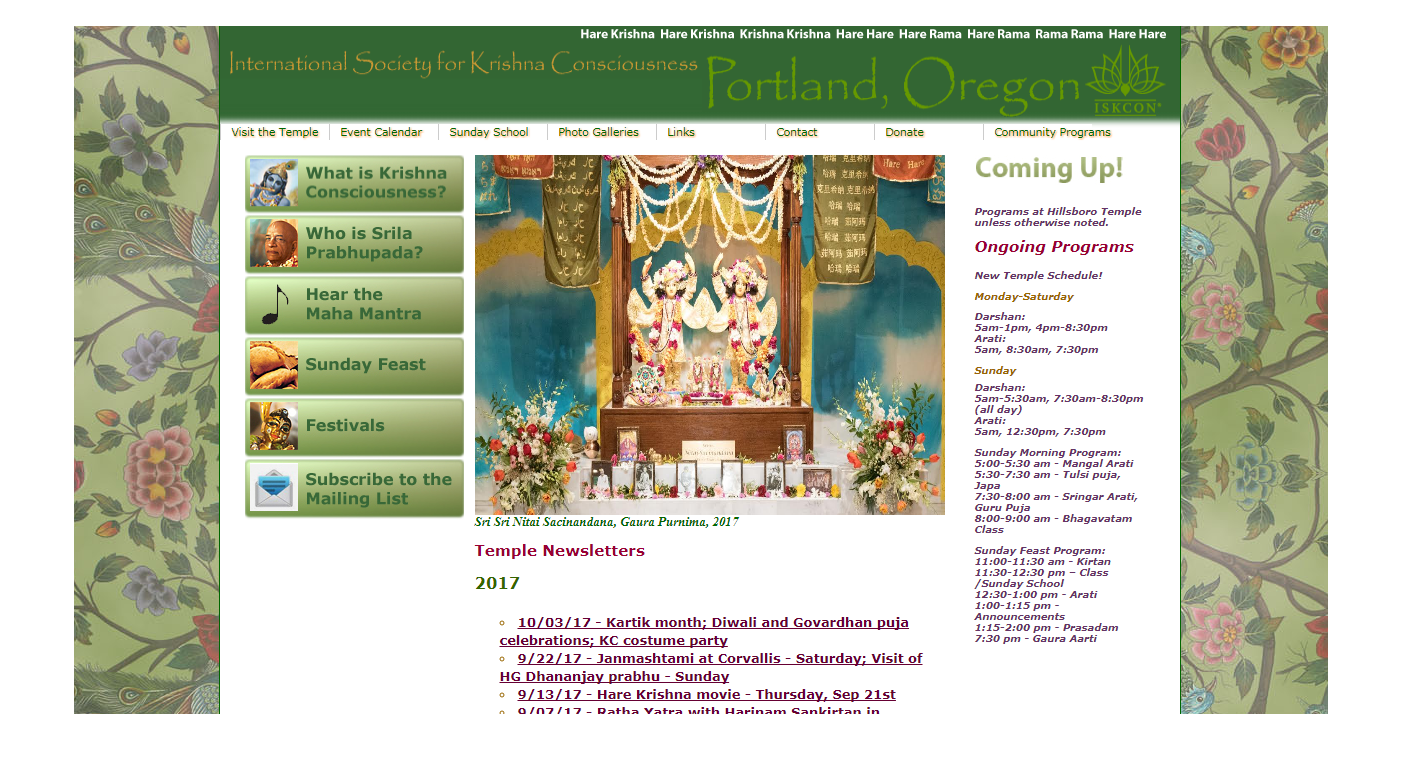 Hare Krishna Hare Krishna Krishna Krishna Hare Hare Hare Rama Hare Rama Rama Rama Hare Hare
International Society for Krishna Consciousness Portland, Oregon
ISKCON®
Visit the Temple Event Calendar Sunday School Photo Galleries Links Contact Donate Community Programs
What is Krishna
Consciousness?
Who is Srila
Prabhupada?
Hear the
Maha Mantra
Sunday Feast
Festivals
Subscribe to the
Mailing List
Hare Hare
哈瑞
哈瑞
Sri Sri Nitai Sacinandana, Gaura Purnima, 2017
Temple Newsletters
2017
10/03/17 - Kartik month; Diwali and Govardhan puja
celebrations; KC costume party
9/22/17 - Janmashtami at Corvallis - Saturday; Visit of
HG Dhananjay prabhu - Sunday
9/13/17 - Hare Krishna movie - Thursday, Sep 21st
9/07/17 - Ratha Yatra with Harinam Sankirtan in
Coming Up!
Programs at Hillsboro Temple
unless otherwise noted.
Ongoing Programs
New Temple Schedule!
Monday-Saturday
Darshan:
5am-1pm, 4pm-8:30pm
Arati:
5am, 8:30am, 7:30pm
Sunday
Darshan:
5am-5:30am, 7:30am-8:30pm
(all day)
Arati:
5am, 12:30pm, 7:30pm
Sunday Morning Program:
5:00-5:30 am - Mangal Arati
5:30-7:30 am - Tulsi puja,
Japa
7:30-8:00 am - Sringar Arati,
Guru Puja
8:00-9:00 am - Bhagavatam
Class
Sunday Feast Program:
11:00-11:30 am - Kirtan
11:30-12:30 pm – Class
/Sunday School
12:30-1:00 pm - Arati
1:00-1:15 pm -
Announcements
1:15-2:00 pm - Prasadam
7:30 pm - Gaura Aarti